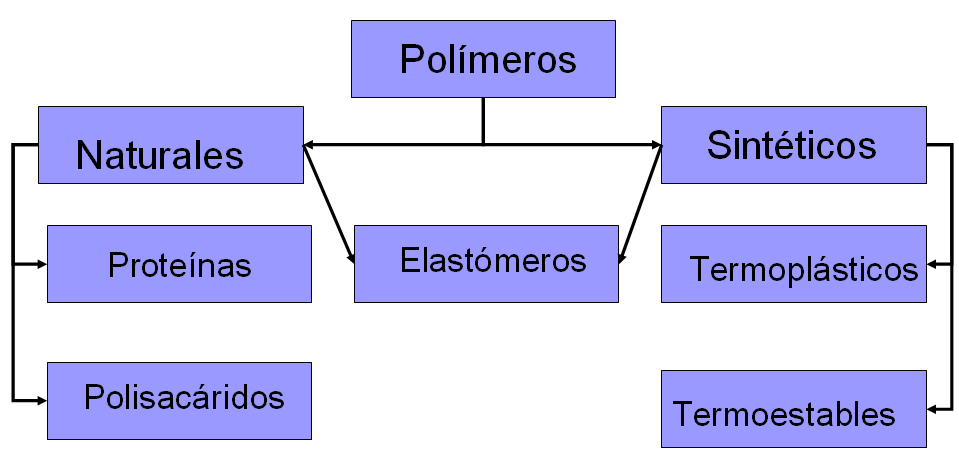 Polímeros
Naturales
Sintéticos
Proteínas
Elastómeros
Termoplásticos
Polisacáridos
Termoestables